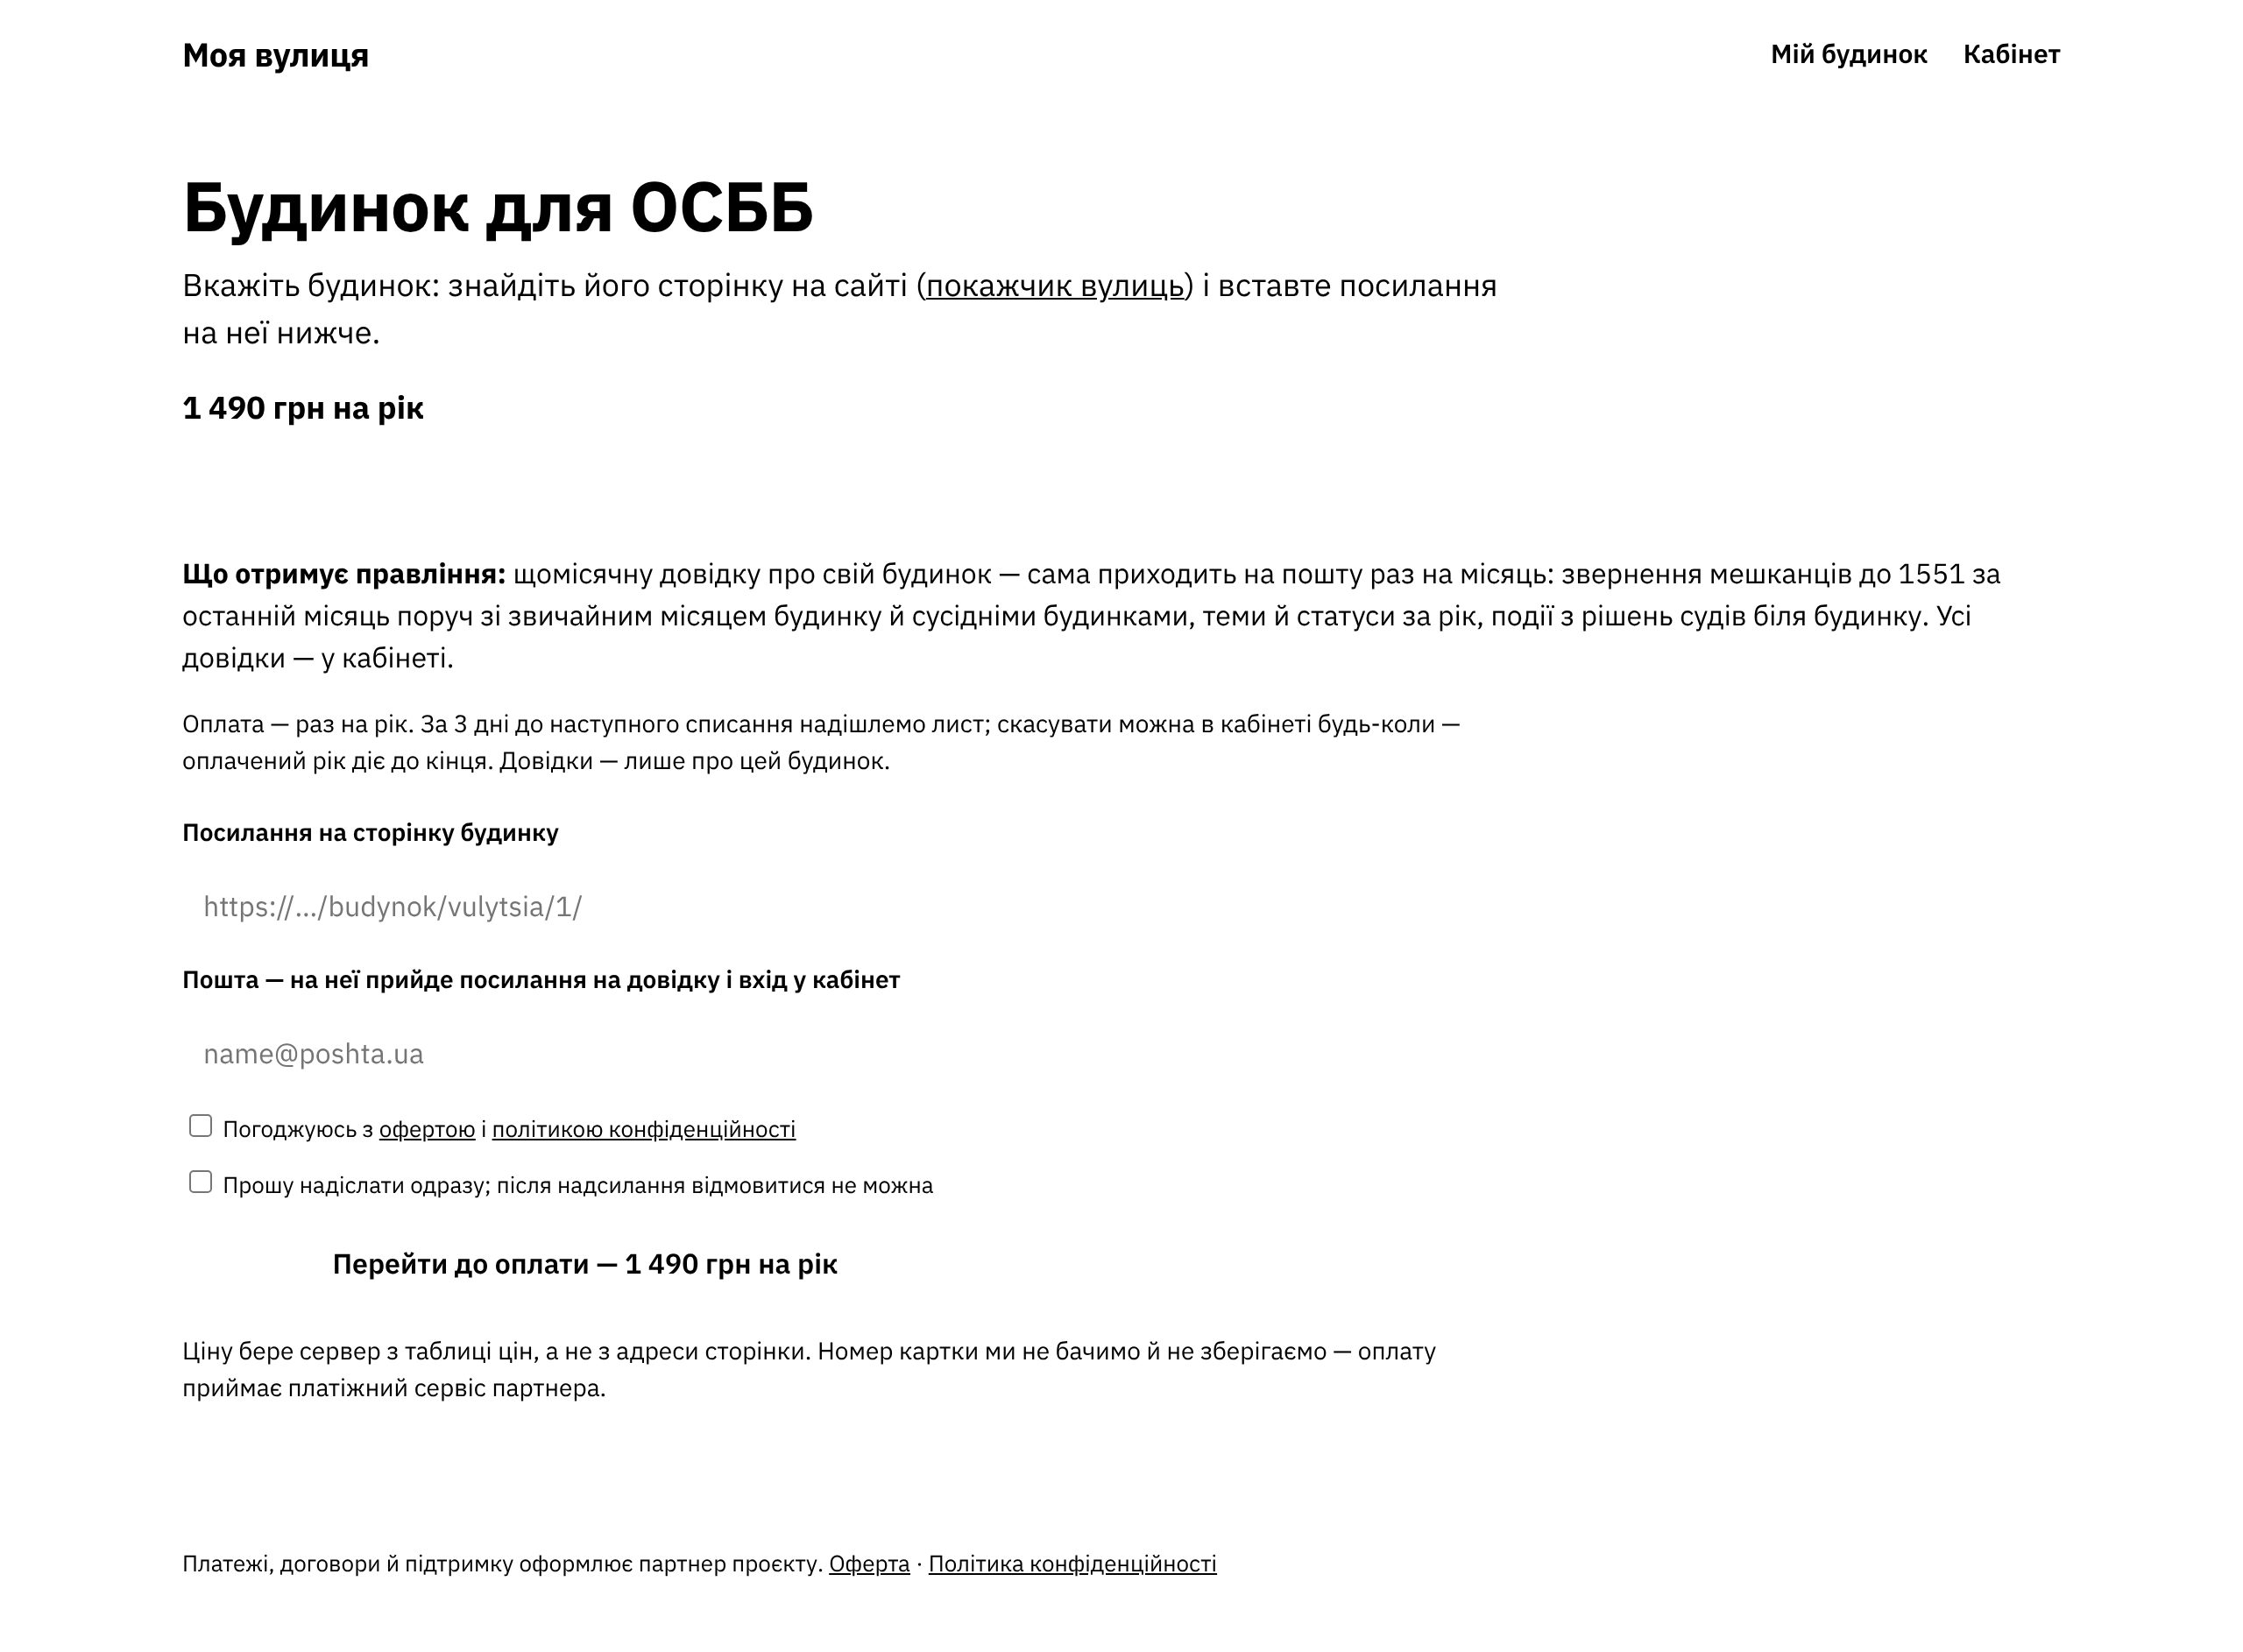 Моя вулиця
Мій будинок Кабінет
Будинок для ОСББ
Вкажіть будинок: знайдіть його сторінку на сайті (покажчик вулиць) і вставте посилання
на неї нижче.
1 490 грн на рік
Що отримує правління: щомісячну довідку про свій будинок — сама приходить на пошту раз на місяць: звернення мешканців до 1551 за
останній місяць поруч зі звичайним місяцем будинку й сусідніми будинками, теми й статуси за рік, події з рішень судів біля будинку. Усі
довідки — у кабінеті.
Оплата — раз на рік. За 3 дні до наступного списання надішлемо лист; скасувати можна в кабінеті будь-коли —
оплачений рік діє до кінця. Довідки — лише про цей будинок.
Посилання на сторінку будинку
https://.../budynok/vulytsia/1/
Пошта — на неї прийде посилання на довідку і вхід у кабінет
name@poshta.ua
Погоджуюсь з офертою і політикою конфіденційності
Прошу надіслати одразу; після надсилання відмовитися не можна
Перейти до оплати — 1 490 грн на рік
Ціну бере сервер з таблиці цін, а не з адреси сторінки. Номер картки ми не бачимо й не зберігаємо — оплату
приймає платіжний сервіс партнера.
Платежі, договори й підтримку оформлює партнер проєкту. Оферта · Політика конфіденційності